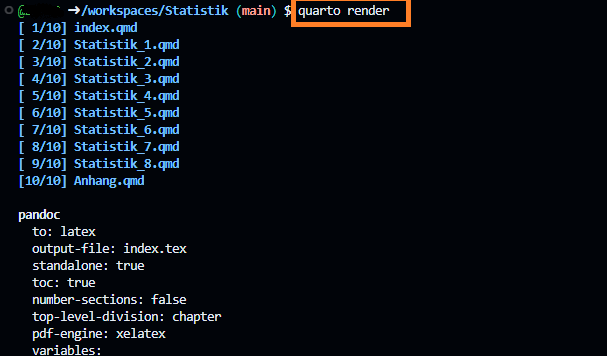 ➜/workspaces/Statistik (main) $ quarto render
[ 1/10] index.qmd
[ 2/10] Statistik_1.qmd
[ 3/10] Statistik_2.qmd
[ 4/10] Statistik_3.qmd
[ 5/10] Statistik_4.qmd
[ 6/10] Statistik_5.qmd
[ 7/10] Statistik_6.qmd
[ 8/10] Statistik_7.qmd
[ 9/10] Statistik_8.qmd
[10/10] Anhang.qmd
pandoc
to: latex
output-file: index.tex
standalone: true
toc: true
number-sections: false
top-level-division: chapter
pdf-engine: xelatex
variables: